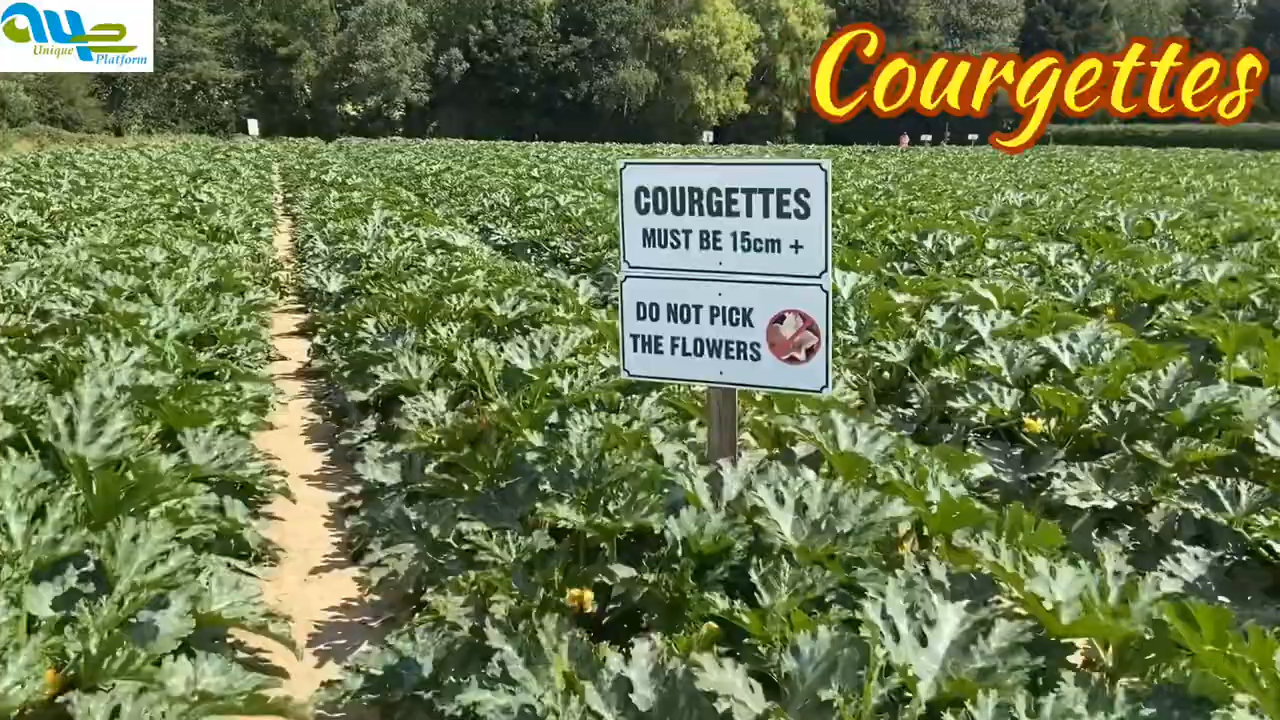 Unique
Platform
Courgettes
COURGETTES
MUST BE 15cm +
DO NOT PICK
THE FLOWERS